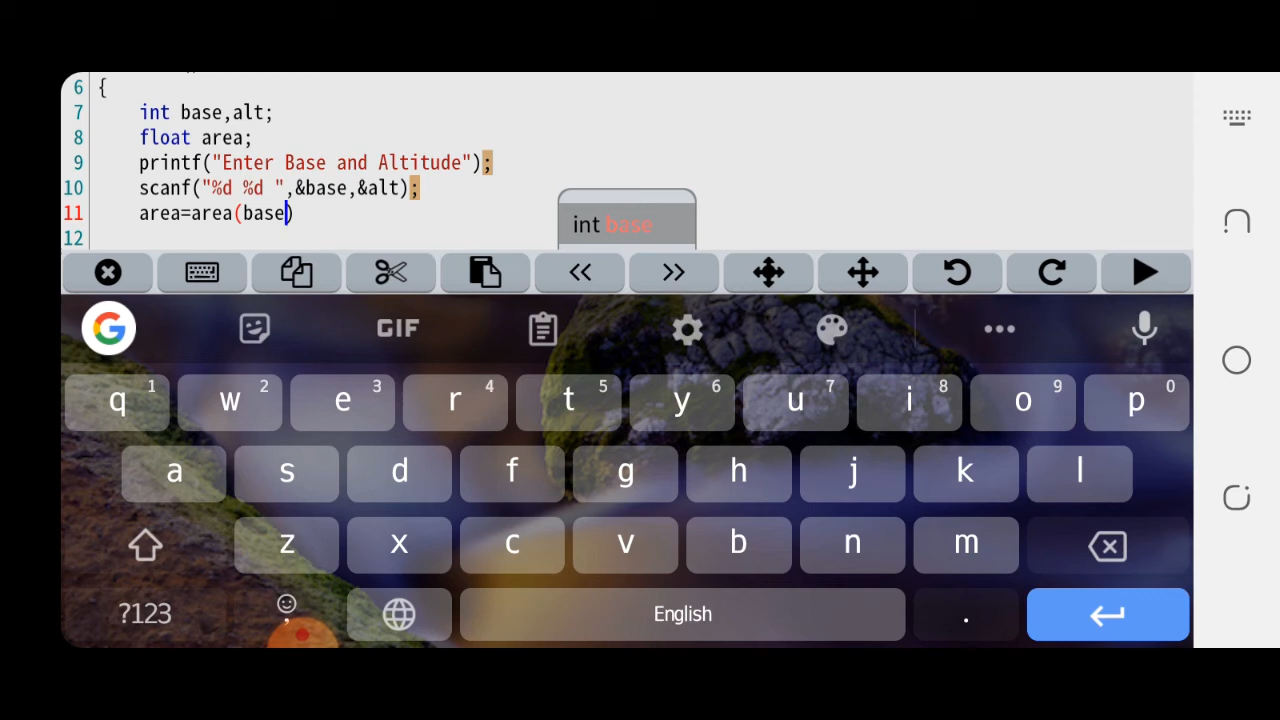 6 {
7 int base,alt;
8 float area;
9 printf("Enter Base and Altitude");
10 scanf("%d %d ",&base,&alt);
11 area=area(base)
12
int base
GIF
q 1 w 2 e 3 r 4 t 5 y 6 u 7 i 8 o 9 p 0
a s d f g h j k l
z x c v b n m
?123 , English .